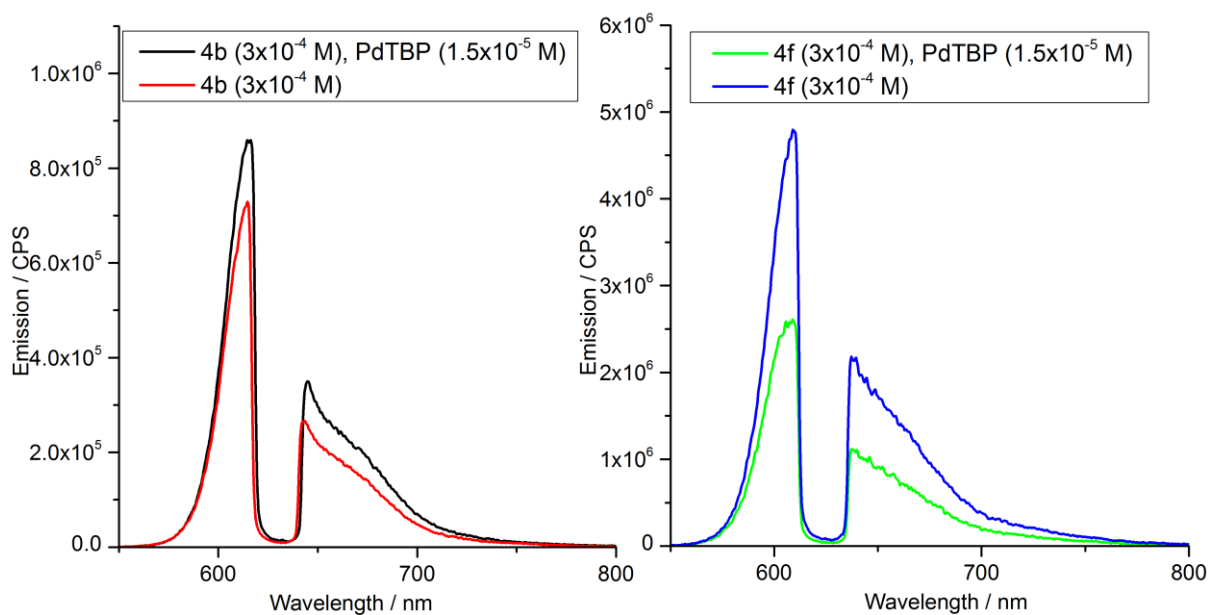 4b (3x10⁻⁴ M), PdTBP (1.5x10⁻⁵ M)
4b (3x10⁻⁴ M)
1.0x10⁶
8.0x10⁵
6.0x10⁵
4.0x10⁵
2.0x10⁵
0.0
Emission / CPS
600
700
800
Wavelength / nm
4f (3x10⁻⁴ M), PdTBP (1.5x10⁻⁵ M)
4f (3x10⁻⁴ M)
6x10⁶
5x10⁶
4x10⁶
3x10⁶
2x10⁶
1x10⁶
0
Emission / CPS
600
700
800
Wavelength / nm